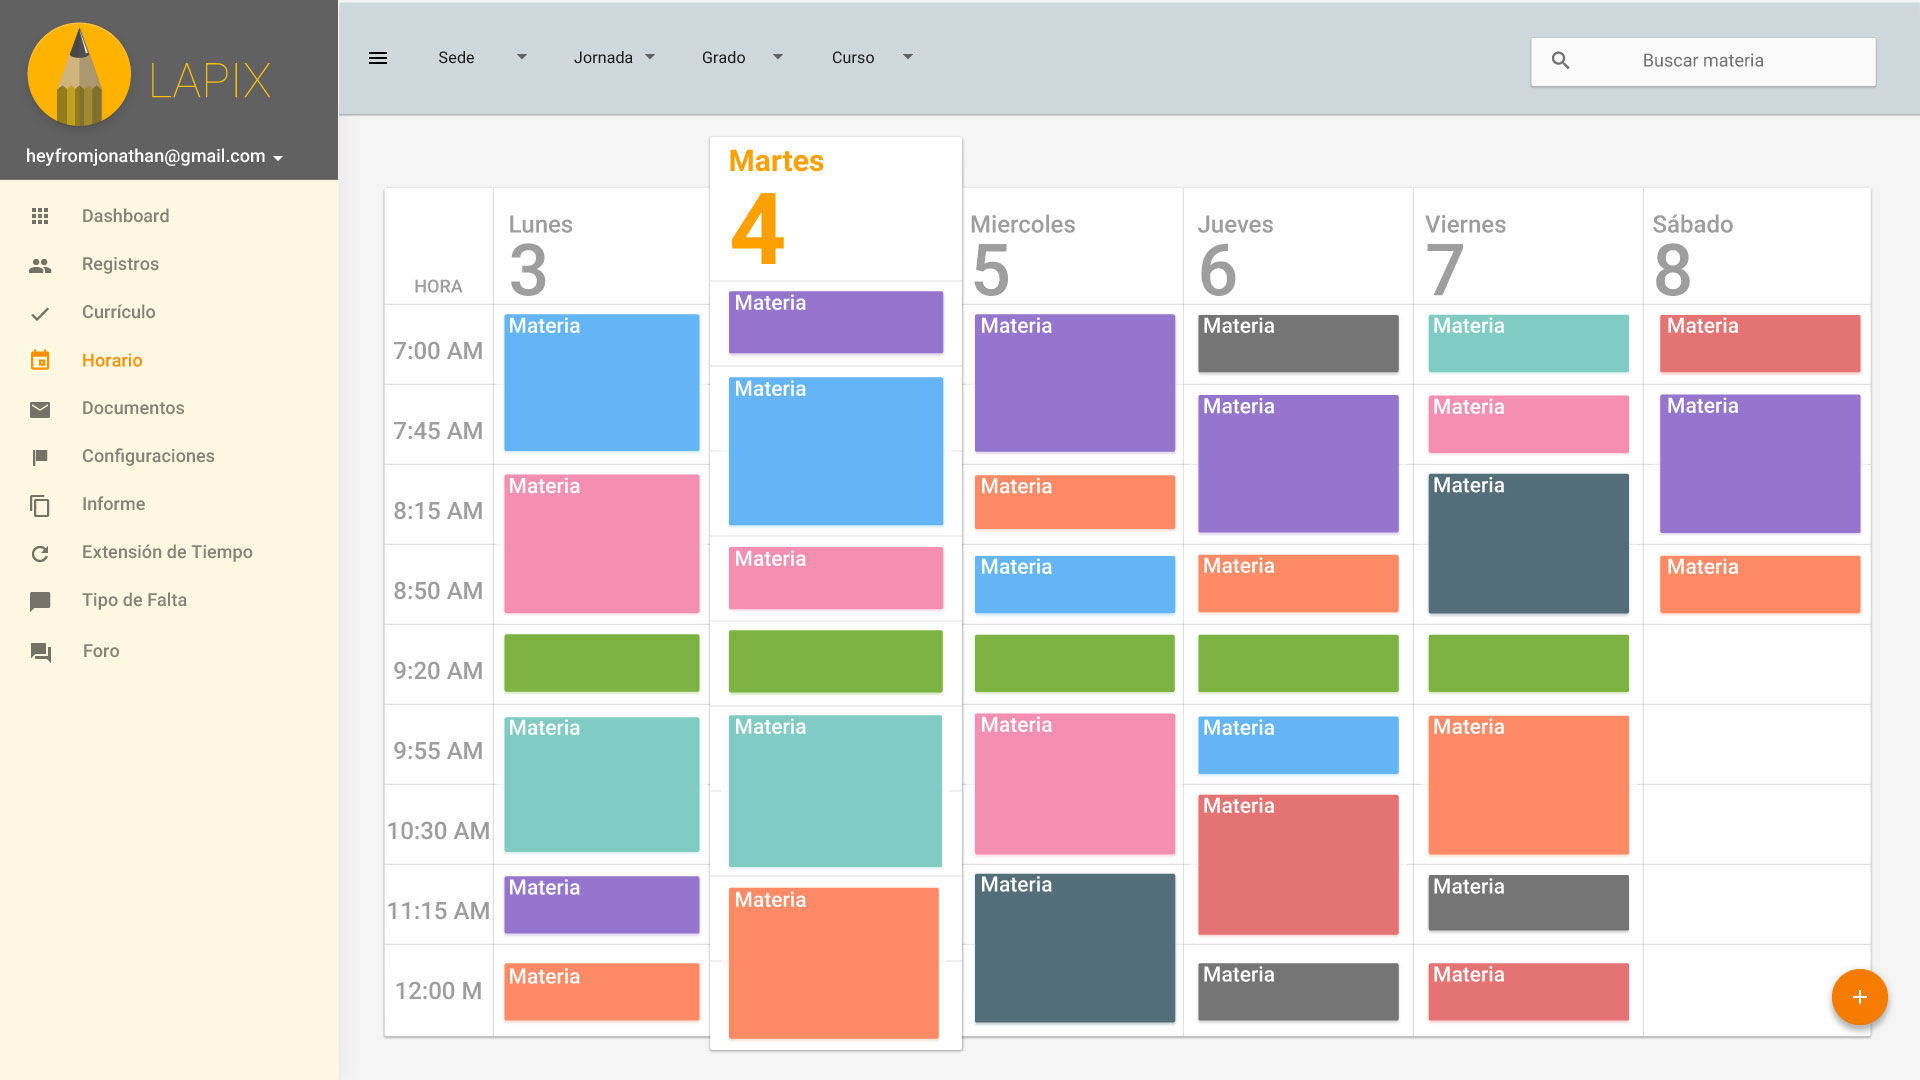 LAPIX
heyfromjonathan@gmail.com
Dashboard
Registros
Currículo
Horario
Documentos
Configuraciones
Informe
Extensión de Tiempo
Tipo de Falta
Foro
Sede Jornada Grado Curso
Buscar materia
HORA
Lunes
3
Martes
4
Miercoles
5
Jueves
6
Viernes
7
Sábado
8
7:00 AM
Materia Materia Materia Materia Materia Materia
7:45 AM
Materia Materia Materia Materia
8:15 AM
Materia Materia Materia
8:50 AM
Materia Materia Materia Materia
9:20 AM
9:55 AM
Materia Materia Materia Materia Materia
10:30 AM
Materia
11:15 AM
Materia Materia Materia Materia
12:00 M
Materia Materia Materia
+